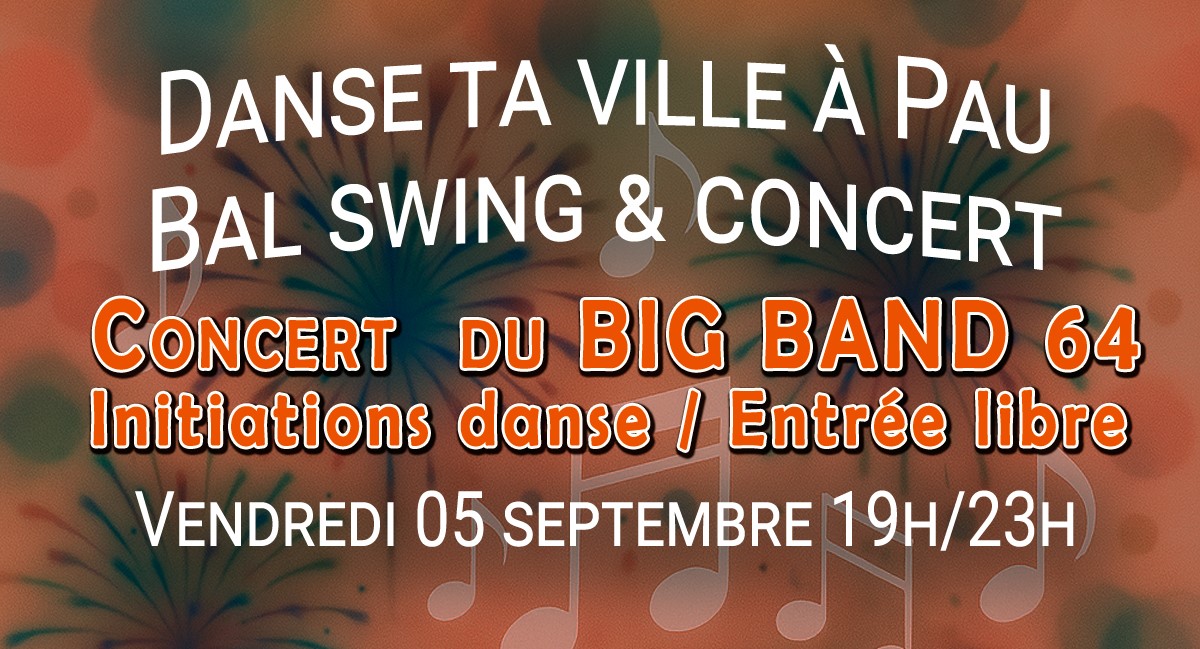 Danse ta ville à Pau
Bal swing & concert
Concert du BIG BAND 64
Initiations danse / Entrée libre
Vendredi 05 septembre 19h/23h